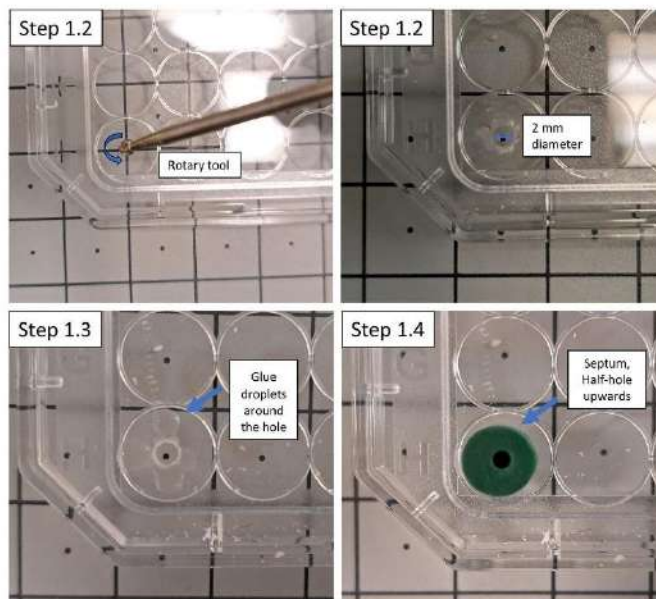 Step 1.2
Rotary tool
Step 1.2
2 mm
diameter
Step 1.3
G
Glue
droplets
around
the hole
Step 1.4
G
Septum,
Half-hole
upwards